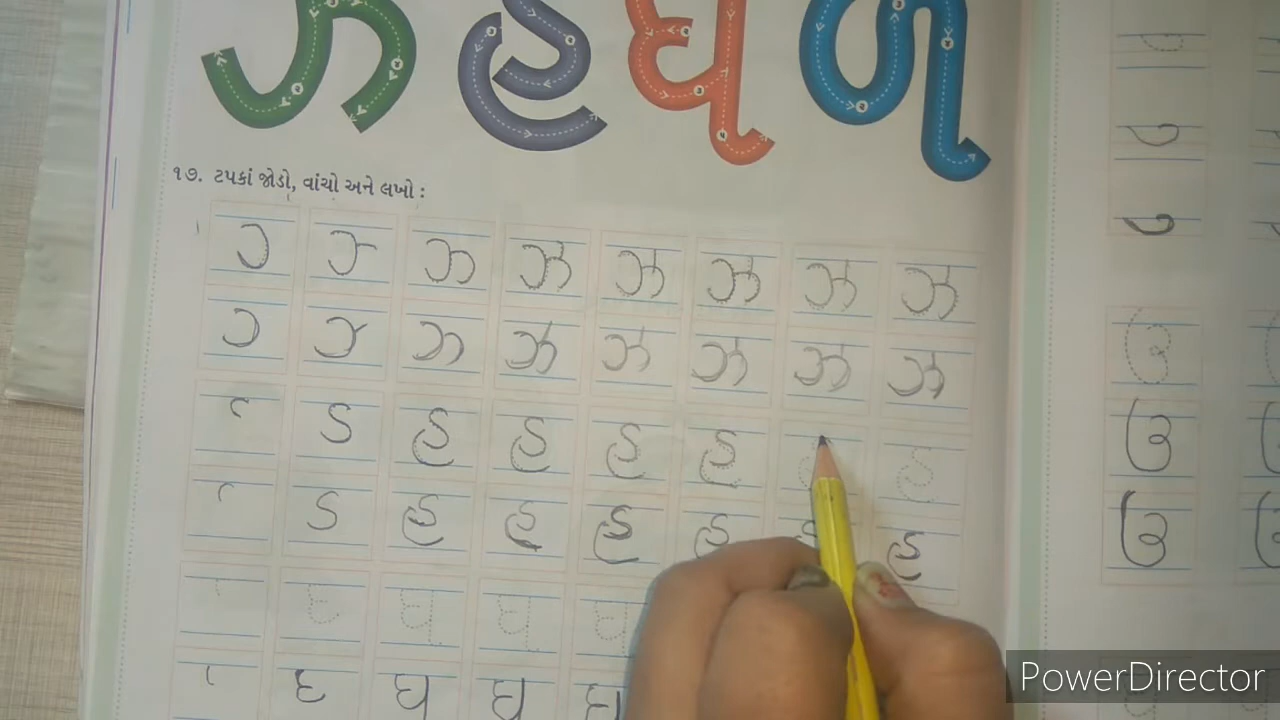 ઝ હ ઘ ળ
૧૭. ટપકાં જોડો, વાંચો અને લખો :
ઝ ઝ ઝ ઝ ઝ
ઝ ઝ ઝ ઝ ઝ
ડ હ હ હ હ હ
ડ હ હ હ હ હ હ
ઘ ઘ ઘ
ઘ ઘ ઘ
ઉ
ઉ
ઉ
PowerDirector